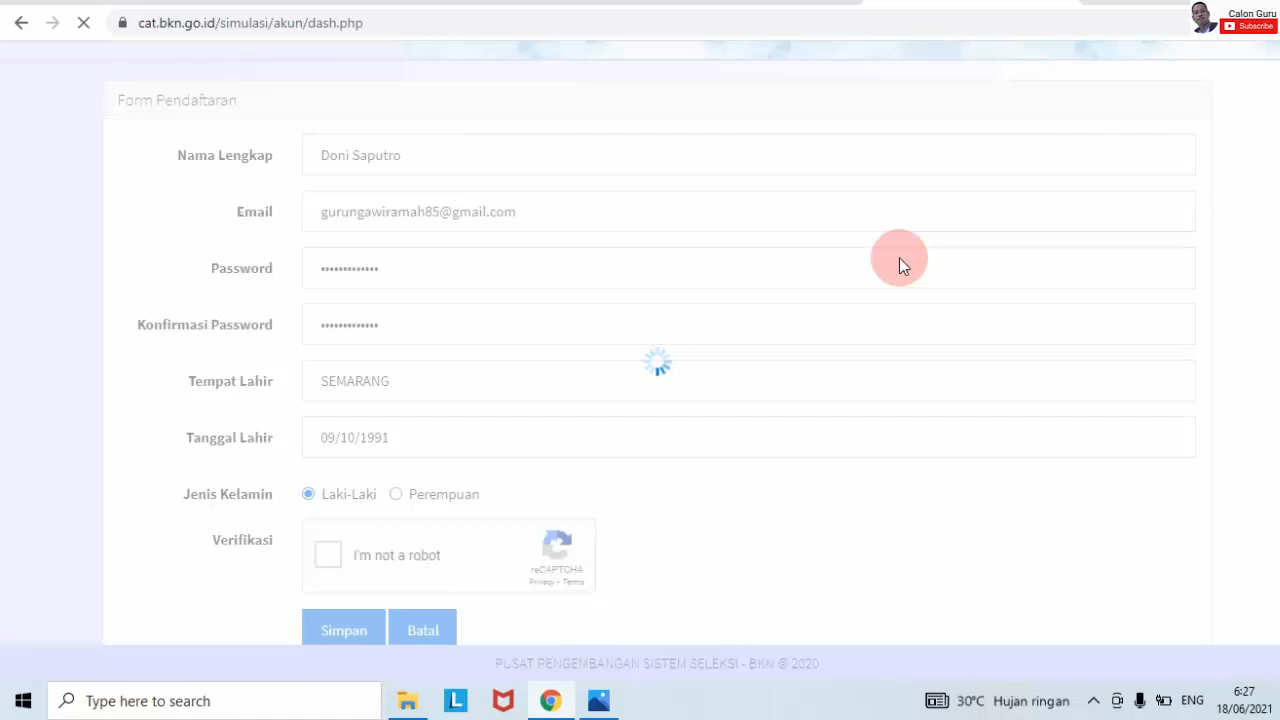 cat.bkn.go.id/simulasi/akun/dash.php
Calon Guru
Subscribe
Form Pendaftaran
Nama Lengkap Doni Saputro
Email gurungawiramah85@gmail.com
Password •••••••••••••
Konfirmasi Password •••••••••••••
Tempat Lahir SEMARANG
Tanggal Lahir 09/10/1991
Jenis Kelamin Laki-Laki Perempuan
Verifikasi I'm not a robot
reCAPTCHA
Privacy - Terms
Simpan Batal
PUSAT PENGEMBANGAN SISTEM SELEKSI - BKN @ 2020
Type here to search
30°C Hujan ringan ENG
6:27
18/06/2021